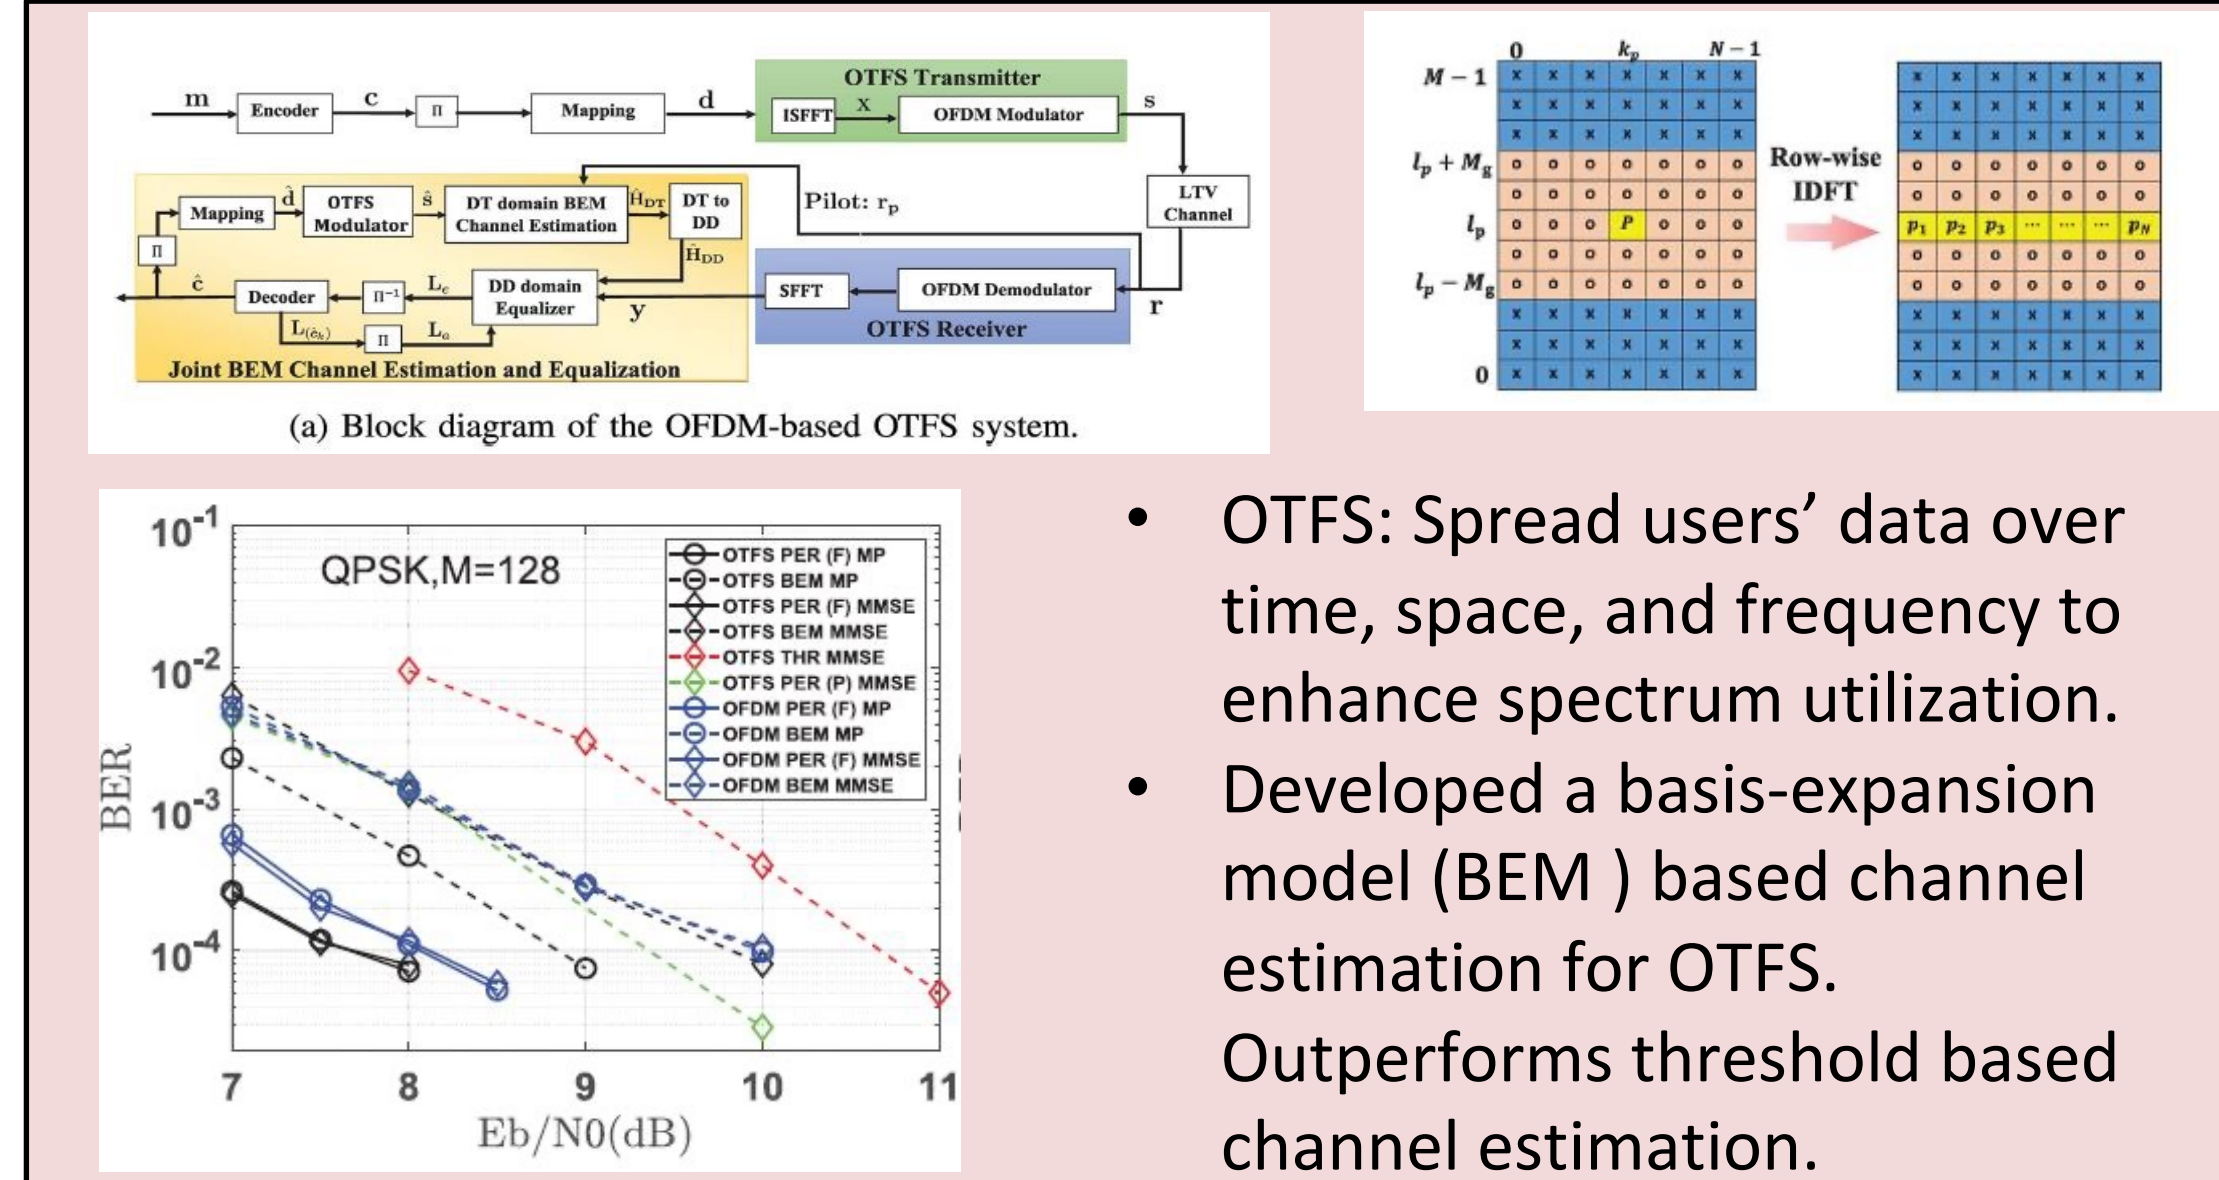 OTFS Transmitter
m Encoder c Π Mapping d ISFFT X OFDM Modulator s
LTV Channel
Pilot: r_p
Mapping d̂ OTFS Modulator ŝ DT domain BEM Channel Estimation Ĥ_DT DT to DD
Π
Ĥ_DD
ĉ Decoder Π⁻¹ L_e DD domain Equalizer y SFFT OFDM Demodulator r
L(ĉ_k) Π L_a
OTFS Receiver
Joint BEM Channel Estimation and Equalization
(a) Block diagram of the OFDM-based OTFS system.
0 k_p N − 1
M − 1 x x x x x x x x x x x x x x
x x x x x x x x x x x x x x
x x x x x x x x x x x x x x
l_p + M_g o o o o o o o o o o o o o o
o o o o o o o o o o o o o o
l_p o o o P o o o p₁ p₂ p₃ ... ... ... p_N
o o o o o o o o o o o o o o
l_p − M_g o o o o o o o o o o o o o o
x x x x x x x x x x x x x x
x x x x x x x x x x x x x x
0 x x x x x x x x x x x x x x
Row-wise
IDFT
QPSK,M=128
OTFS PER (F) MP
OTFS BEM MP
OTFS PER (F) MMSE
OTFS BEM MMSE
OTFS THR MMSE
OTFS PER (P) MMSE
OFDM PER (F) MP
OFDM BEM MP
OFDM PER (F) MMSE
OFDM BEM MMSE
10⁻¹
10⁻²
10⁻³
10⁻⁴
BER
7 8 9 10 11
Eb/N0(dB)
• OTFS: Spread users’ data over
time, space, and frequency to
enhance spectrum utilization.
• Developed a basis-expansion
model (BEM ) based channel
estimation for OTFS.
Outperforms threshold based
channel estimation.